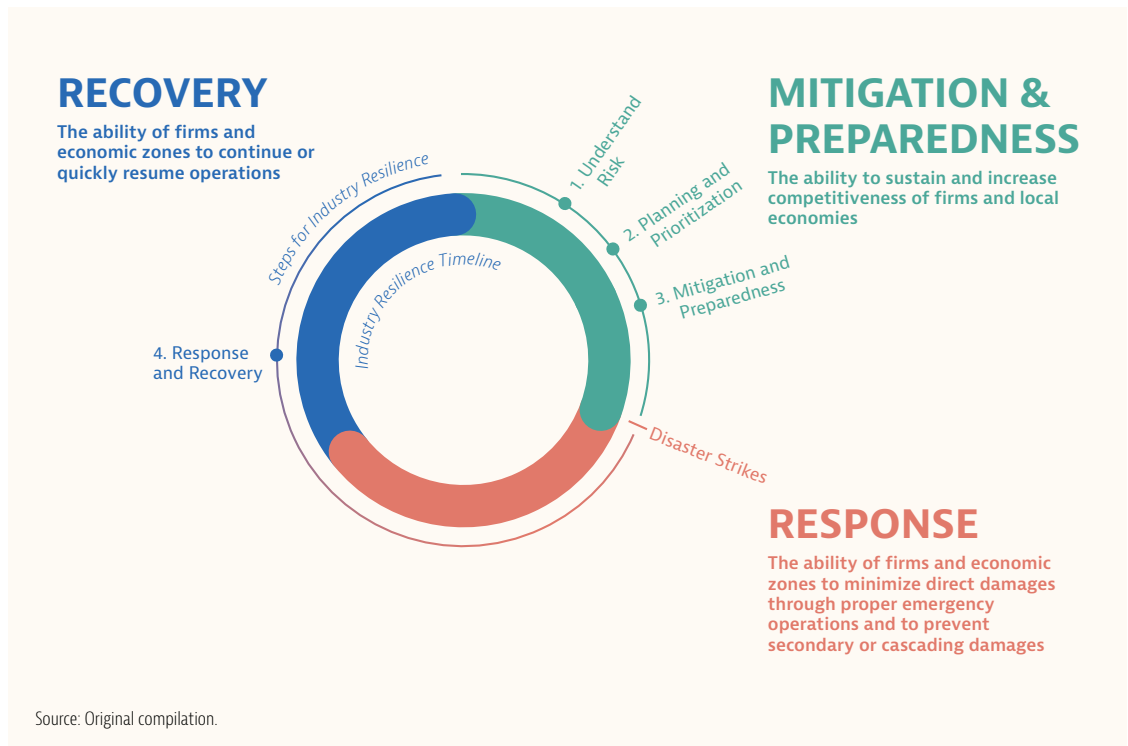 RECOVERY
The ability of firms and
economic zones to continue or
quickly resume operations
MITIGATION &
PREPAREDNESS
The ability to sustain and increase
competitiveness of firms and local
economies
Steps for Industry Resilience
Industry Resilience Timeline
1. Understand
Risk
2. Planning and
Prioritization
3. Mitigation and
Preparedness
4. Response
and Recovery
Disaster Strikes
RESPONSE
The ability of firms and economic
zones to minimize direct damages
through proper emergency
operations and to prevent
secondary or cascading damages
Source: Original compilation.